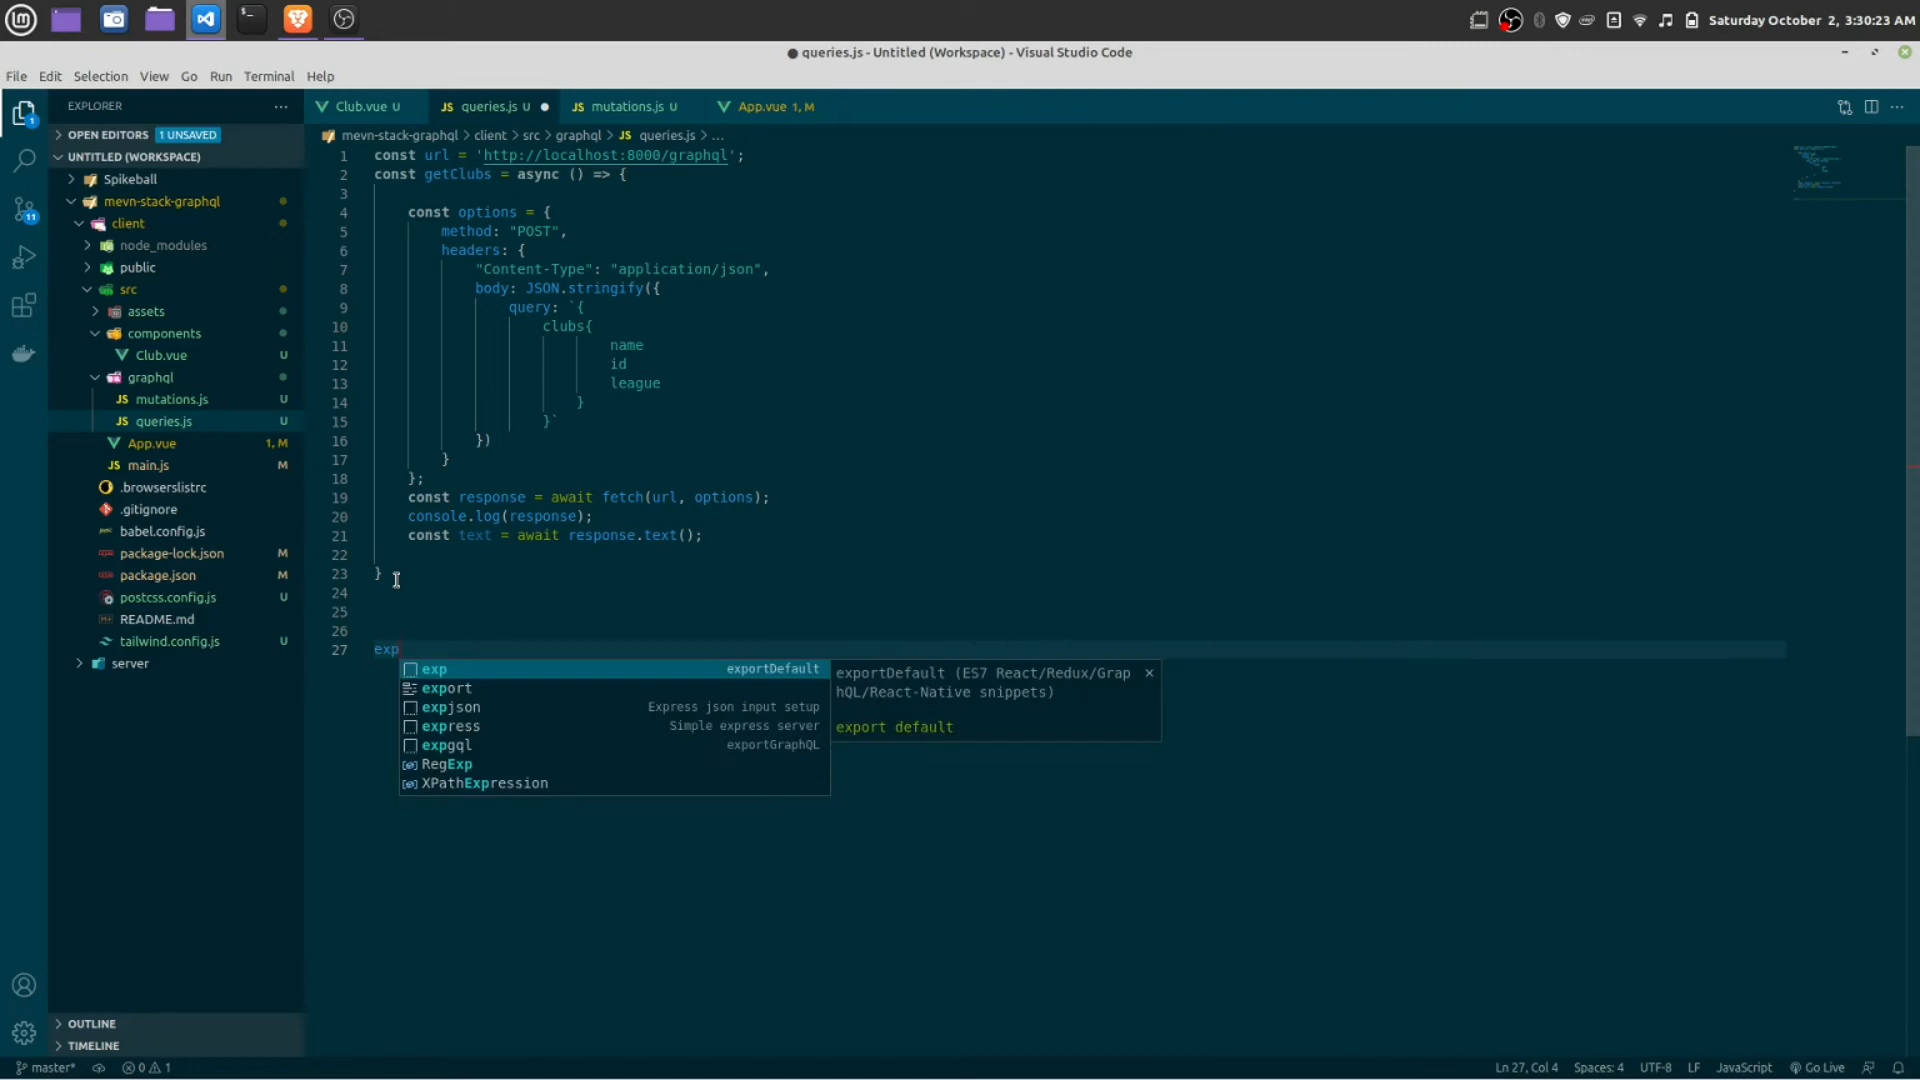 Saturday October 2, 3:30:23 AM
● queries.js - Untitled (Workspace) - Visual Studio Code
File Edit Selection View Go Run Terminal Help
EXPLORER ...
OPEN EDITORS 1 UNSAVED
UNTITLED (WORKSPACE)
Spikeball
mevn-stack-graphql
client
node_modules
public
src
assets
components
Club.vue U
graphql
JS mutations.js U
JS queries.js U
App.vue 1, M
JS main.js M
.browserslistrc
.gitignore
babel.config.js
package-lock.json M
package.json M
postcss.config.js U
README.md
tailwind.config.js U
server
OUTLINE
TIMELINE
Club.vue U JS queries.js U ● JS mutations.js U App.vue 1, M
mevn-stack-graphql > client > src > graphql > JS queries.js > ...
1 const url = 'http://localhost:8000/graphql';
2 const getClubs = async () => {
3
4 const options = {
5 method: "POST",
6 headers: {
7 "Content-Type": "application/json",
8 body: JSON.stringify({
9 query: `{
10 clubs{
11 name
12 id
13 league
14 }
15 }`
16 })
17 }
18 };
19 const response = await fetch(url, options);
20 console.log(response);
21 const text = await response.text();
22
23 }
24
25
26
27 exp
exp exportDefault
export
expjson Express json input setup
express Simple express server
expgql exportGraphQL
RegExp
XPathExpression
exportDefault (ES7 React/Redux/Grap
hQL/React-Native snippets)
export default
master* 0 1 Ln 27, Col 4 Spaces: 4 UTF-8 LF JavaScript Go Live